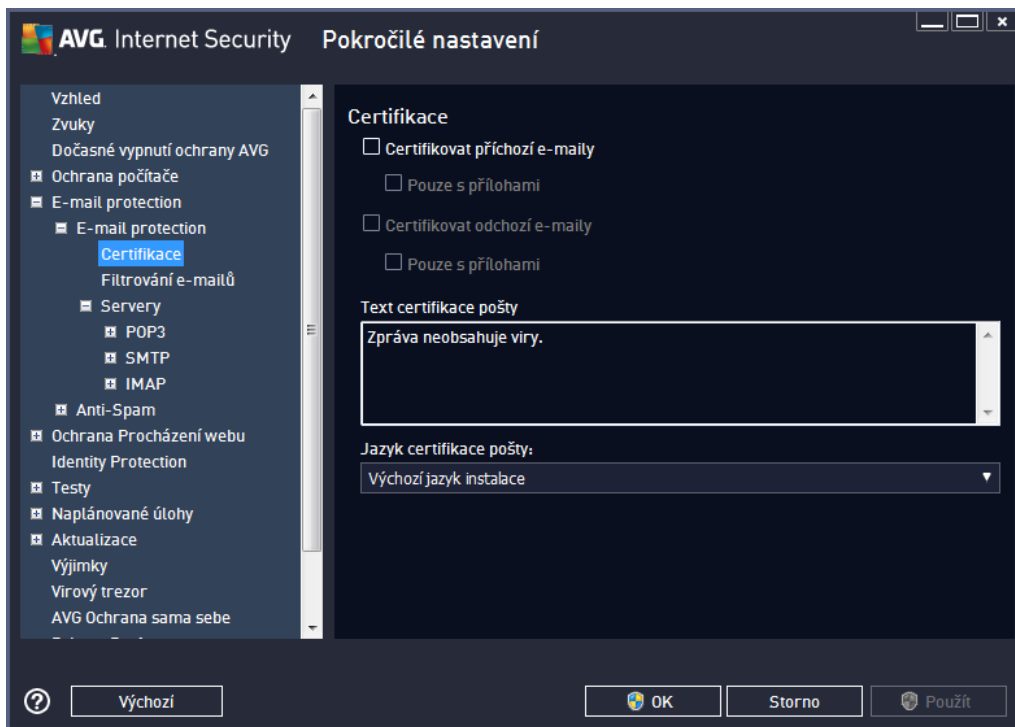 AVG. Internet Security Pokročilé nastavení
Vzhled
Zvuky
Dočasné vypnutí ochrany AVG
Ochrana počítače
E-mail protection
E-mail protection
Certifikace
Filtrování e-mailů
Servery
POP3
SMTP
IMAP
Anti-Spam
Ochrana Procházení webu
Identity Protection
Testy
Naplánované úlohy
Aktualizace
Výjimky
Virový trezor
AVG Ochrana sama sebe
Certifikace
Certifikovat příchozí e-maily
Pouze s přílohami
Certifikovat odchozí e-maily
Pouze s přílohami
Text certifikace pošty
Zpráva neobsahuje viry.
Jazyk certifikace pošty:
Výchozí jazyk instalace
Výchozí
OK
Storno
Použít